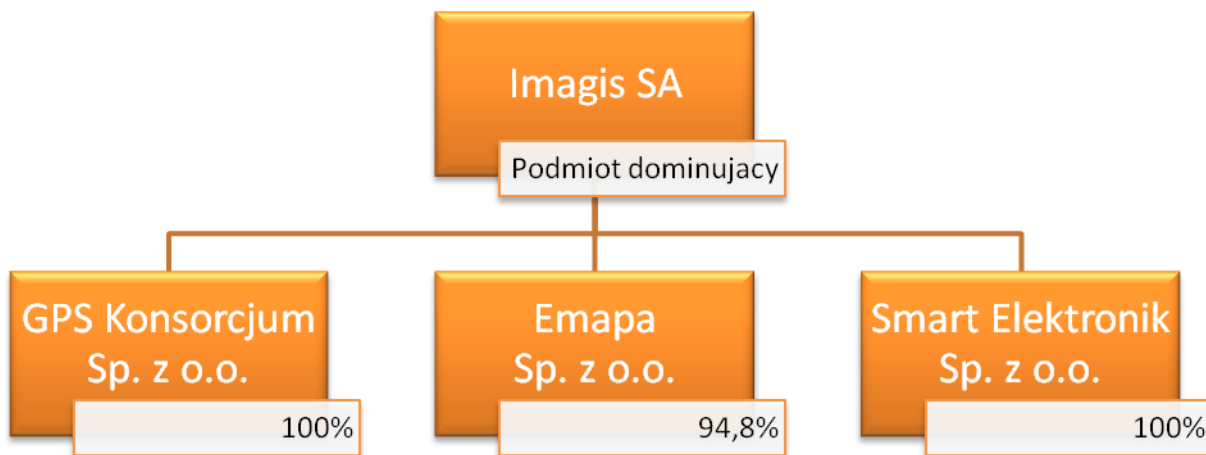 Imagis SA
Podmiot dominujacy
GPS Konsorcjum
Sp. z o.o.
100%
Emapa
Sp. z o.o.
94,8%
Smart Elektronik
Sp. z o.o.
100%